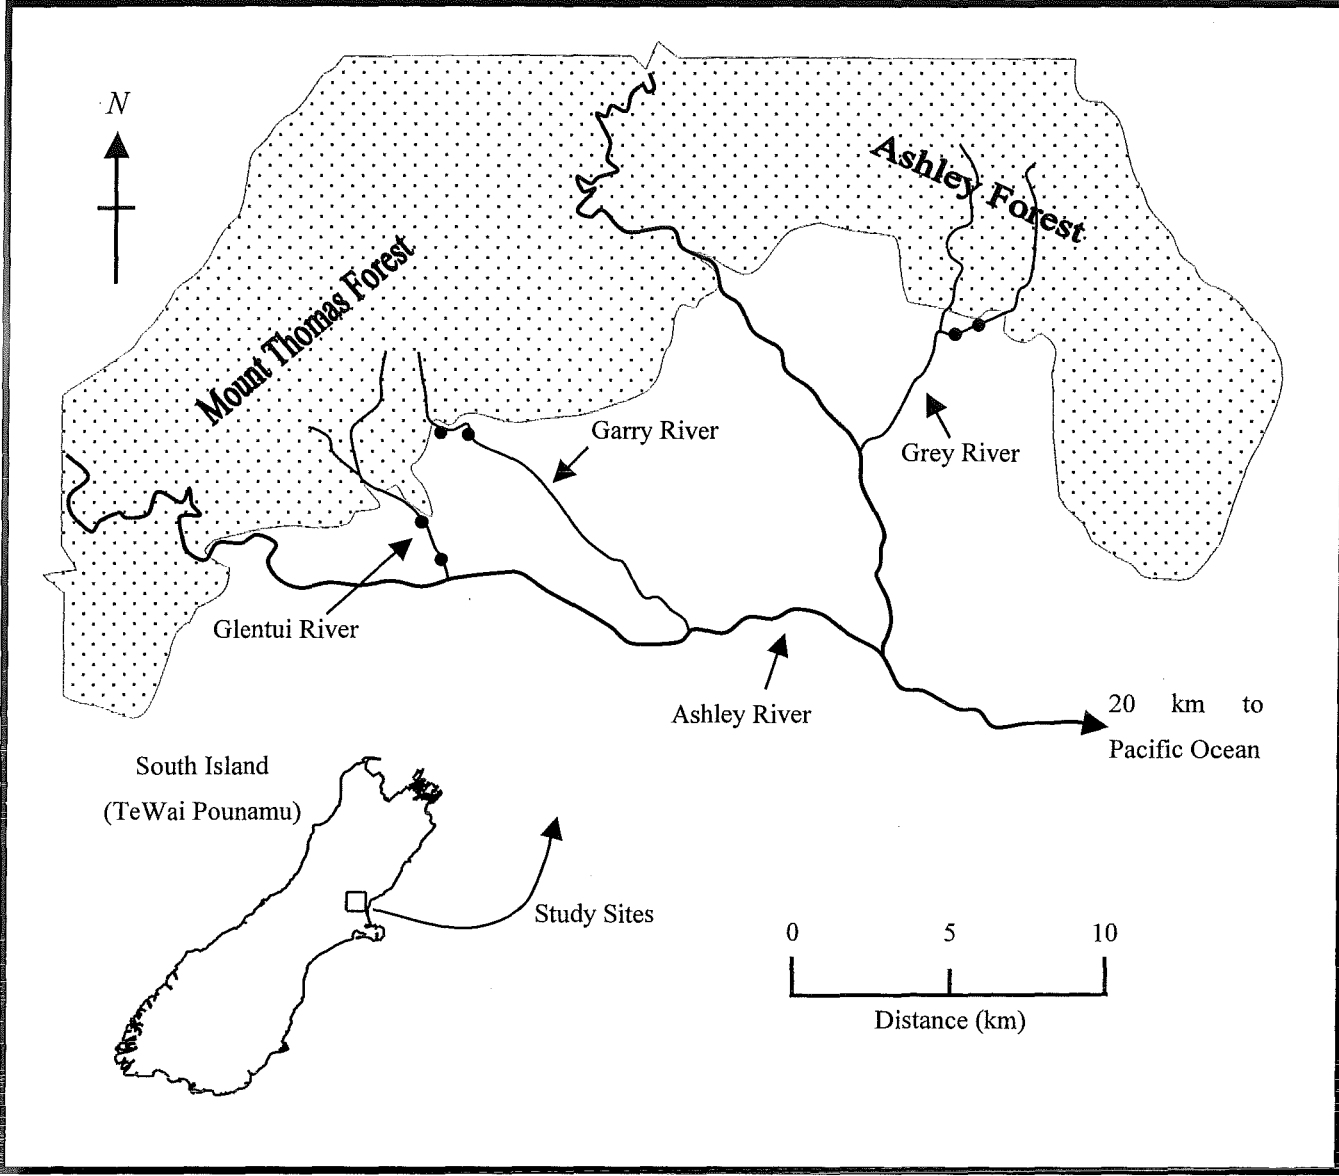 N
Ashley Forest
Mount Thomas Forest
Garry River
Grey River
Glentui River
Ashley River
20 km to
Pacific Ocean
South Island
(TeWai Pounamu)
Study Sites
0 5 10
Distance (km)